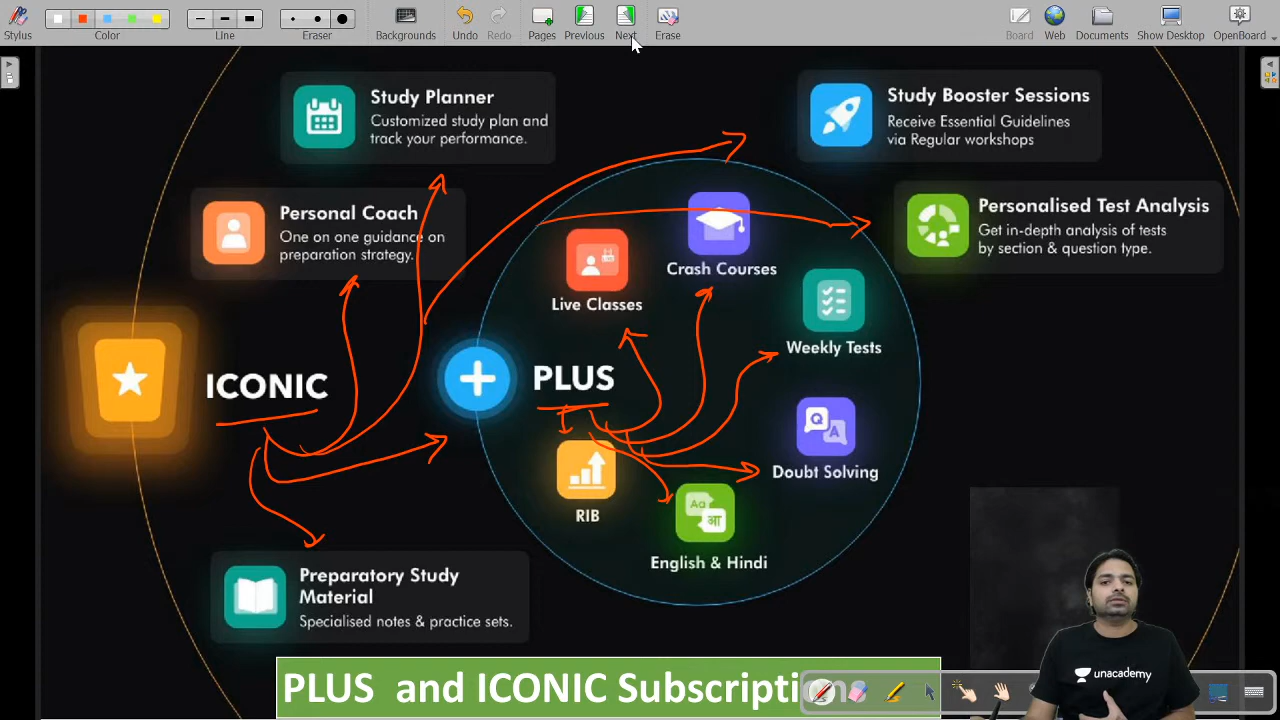 Stylus
Color
Line
Eraser
Backgrounds
Undo
Redo
Pages
Previous
Next
Erase
Board
Web
Documents
Show Desktop
OpenBoard
Study Planner
Customized study plan and
track your performance.
Study Booster Sessions
Receive Essential Guidelines
via Regular workshops
Personal Coach
One on one guidance on
preparation strategy.
Personalised Test Analysis
Get in-depth analysis of tests
by section & question type.
Crash Courses
Live Classes
Weekly Tests
ICONIC
PLUS
Q
A
Doubt Solving
RIB
Aa
आ
English & Hindi
Preparatory Study
Material
Specialised notes & practice sets.
unacademy
PLUS and ICONIC Subscription